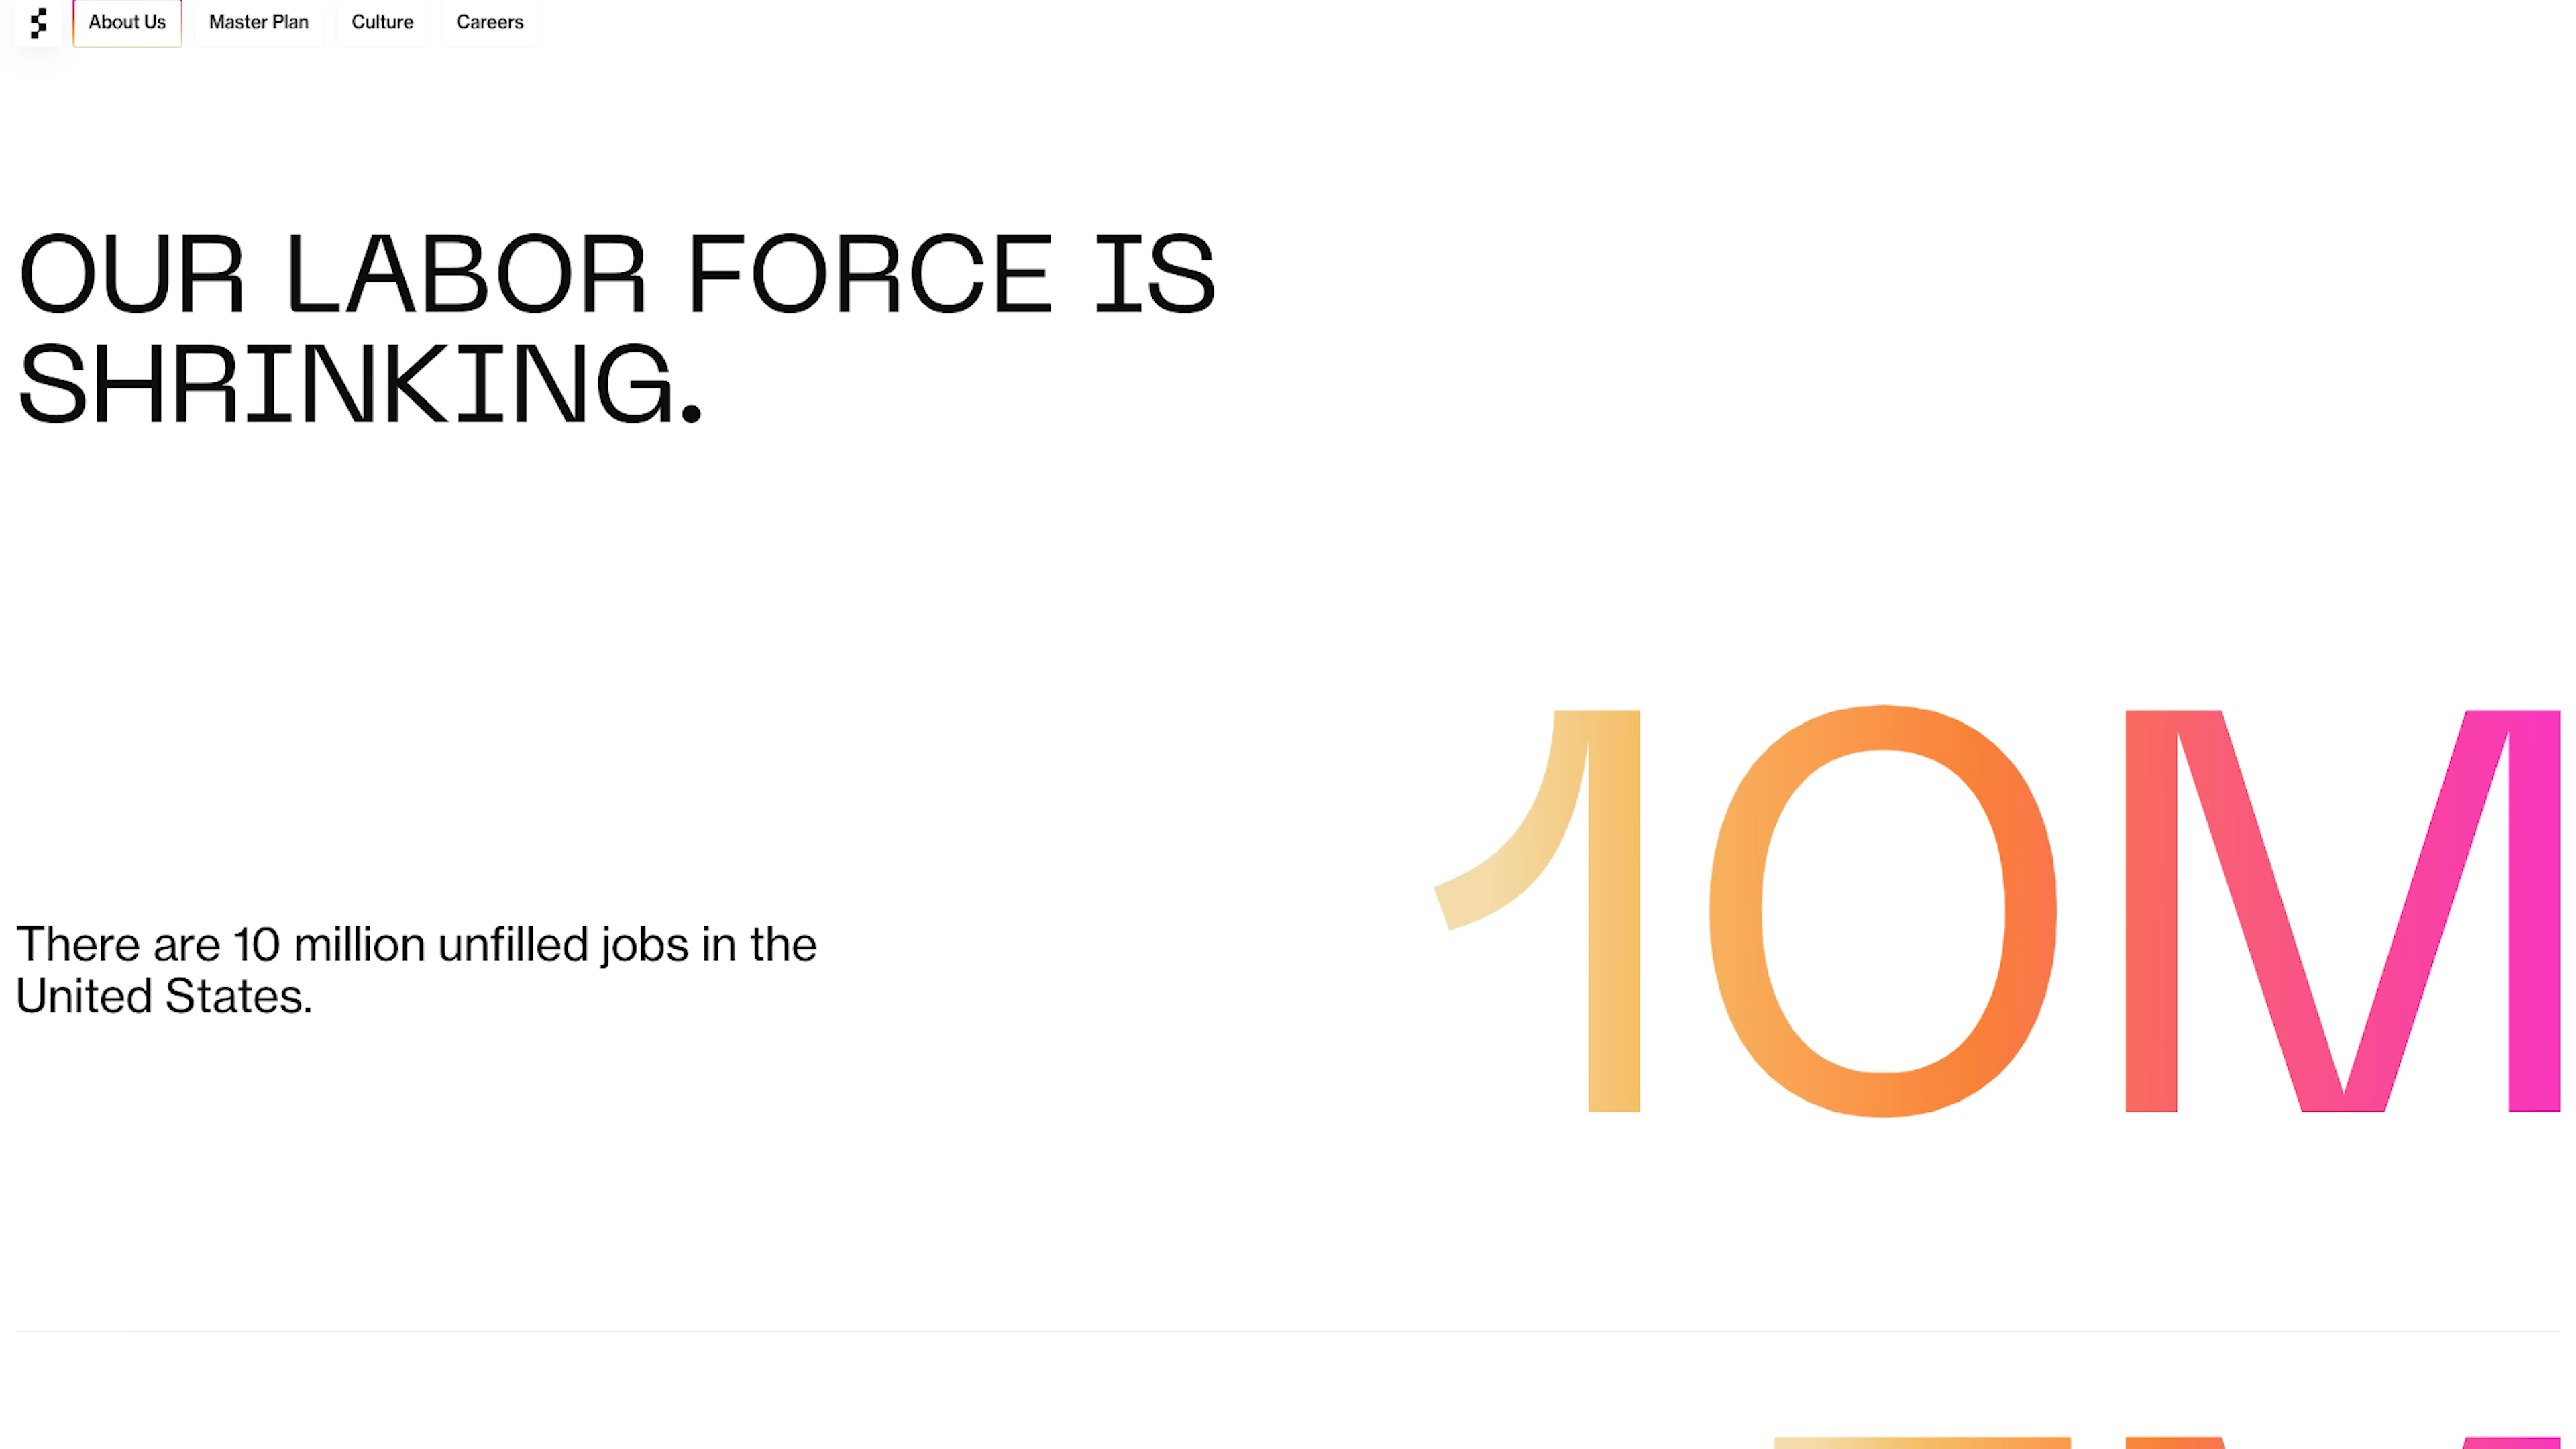 About Us
Master Plan
Culture
Careers
OUR LABOR FORCE IS
SHRINKING.
10M
There are 10 million unfilled jobs in the
United States.